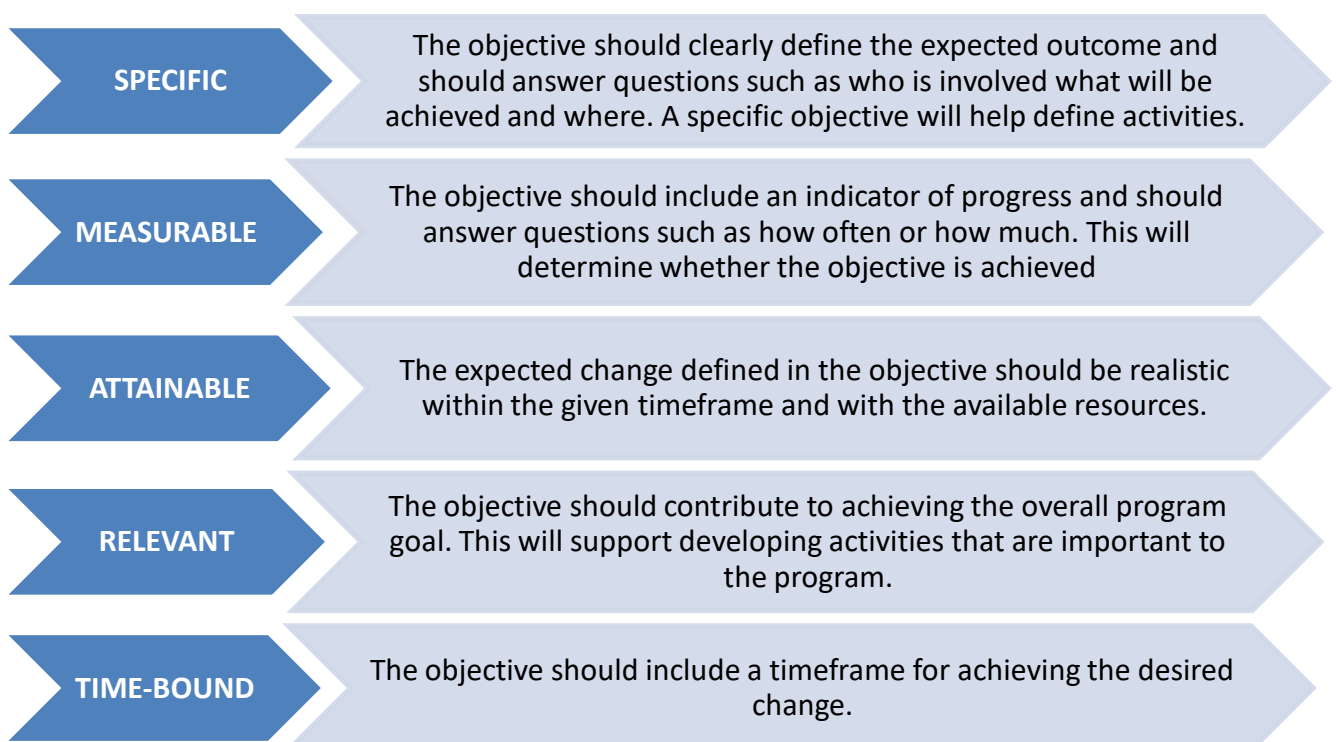 SPECIFIC
The objective should clearly define the expected outcome and
should answer questions such as who is involved what will be
achieved and where. A specific objective will help define activities.
MEASURABLE
The objective should include an indicator of progress and should
answer questions such as how often or how much. This will
determine whether the objective is achieved
ATTAINABLE
The expected change defined in the objective should be realistic
within the given timeframe and with the available resources.
RELEVANT
The objective should contribute to achieving the overall program
goal. This will support developing activities that are important to
the program.
TIME-BOUND
The objective should include a timeframe for achieving the desired
change.